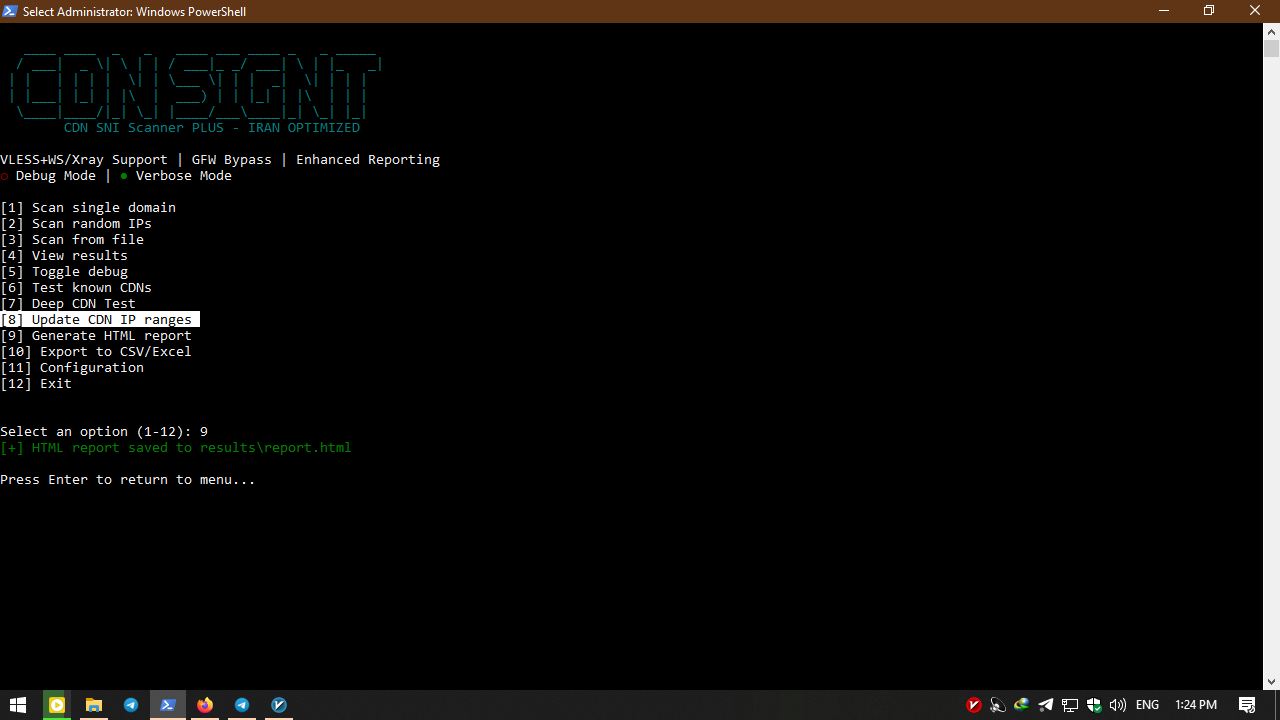 Select Administrator: Windows PowerShell
CDN SIGNT
CDN SNI Scanner PLUS - IRAN OPTIMIZED
VLESS+WS/Xray Support | GFW Bypass | Enhanced Reporting
○ Debug Mode | ● Verbose Mode
[1] Scan single domain
[2] Scan random IPs
[3] Scan from file
[4] View results
[5] Toggle debug
[6] Test known CDNs
[7] Deep CDN Test
[8] Update CDN IP ranges
[9] Generate HTML report
[10] Export to CSV/Excel
[11] Configuration
[12] Exit
Select an option (1-12): 9
[+] HTML report saved to results\report.html
Press Enter to return to menu...
ENG
1:24 PM